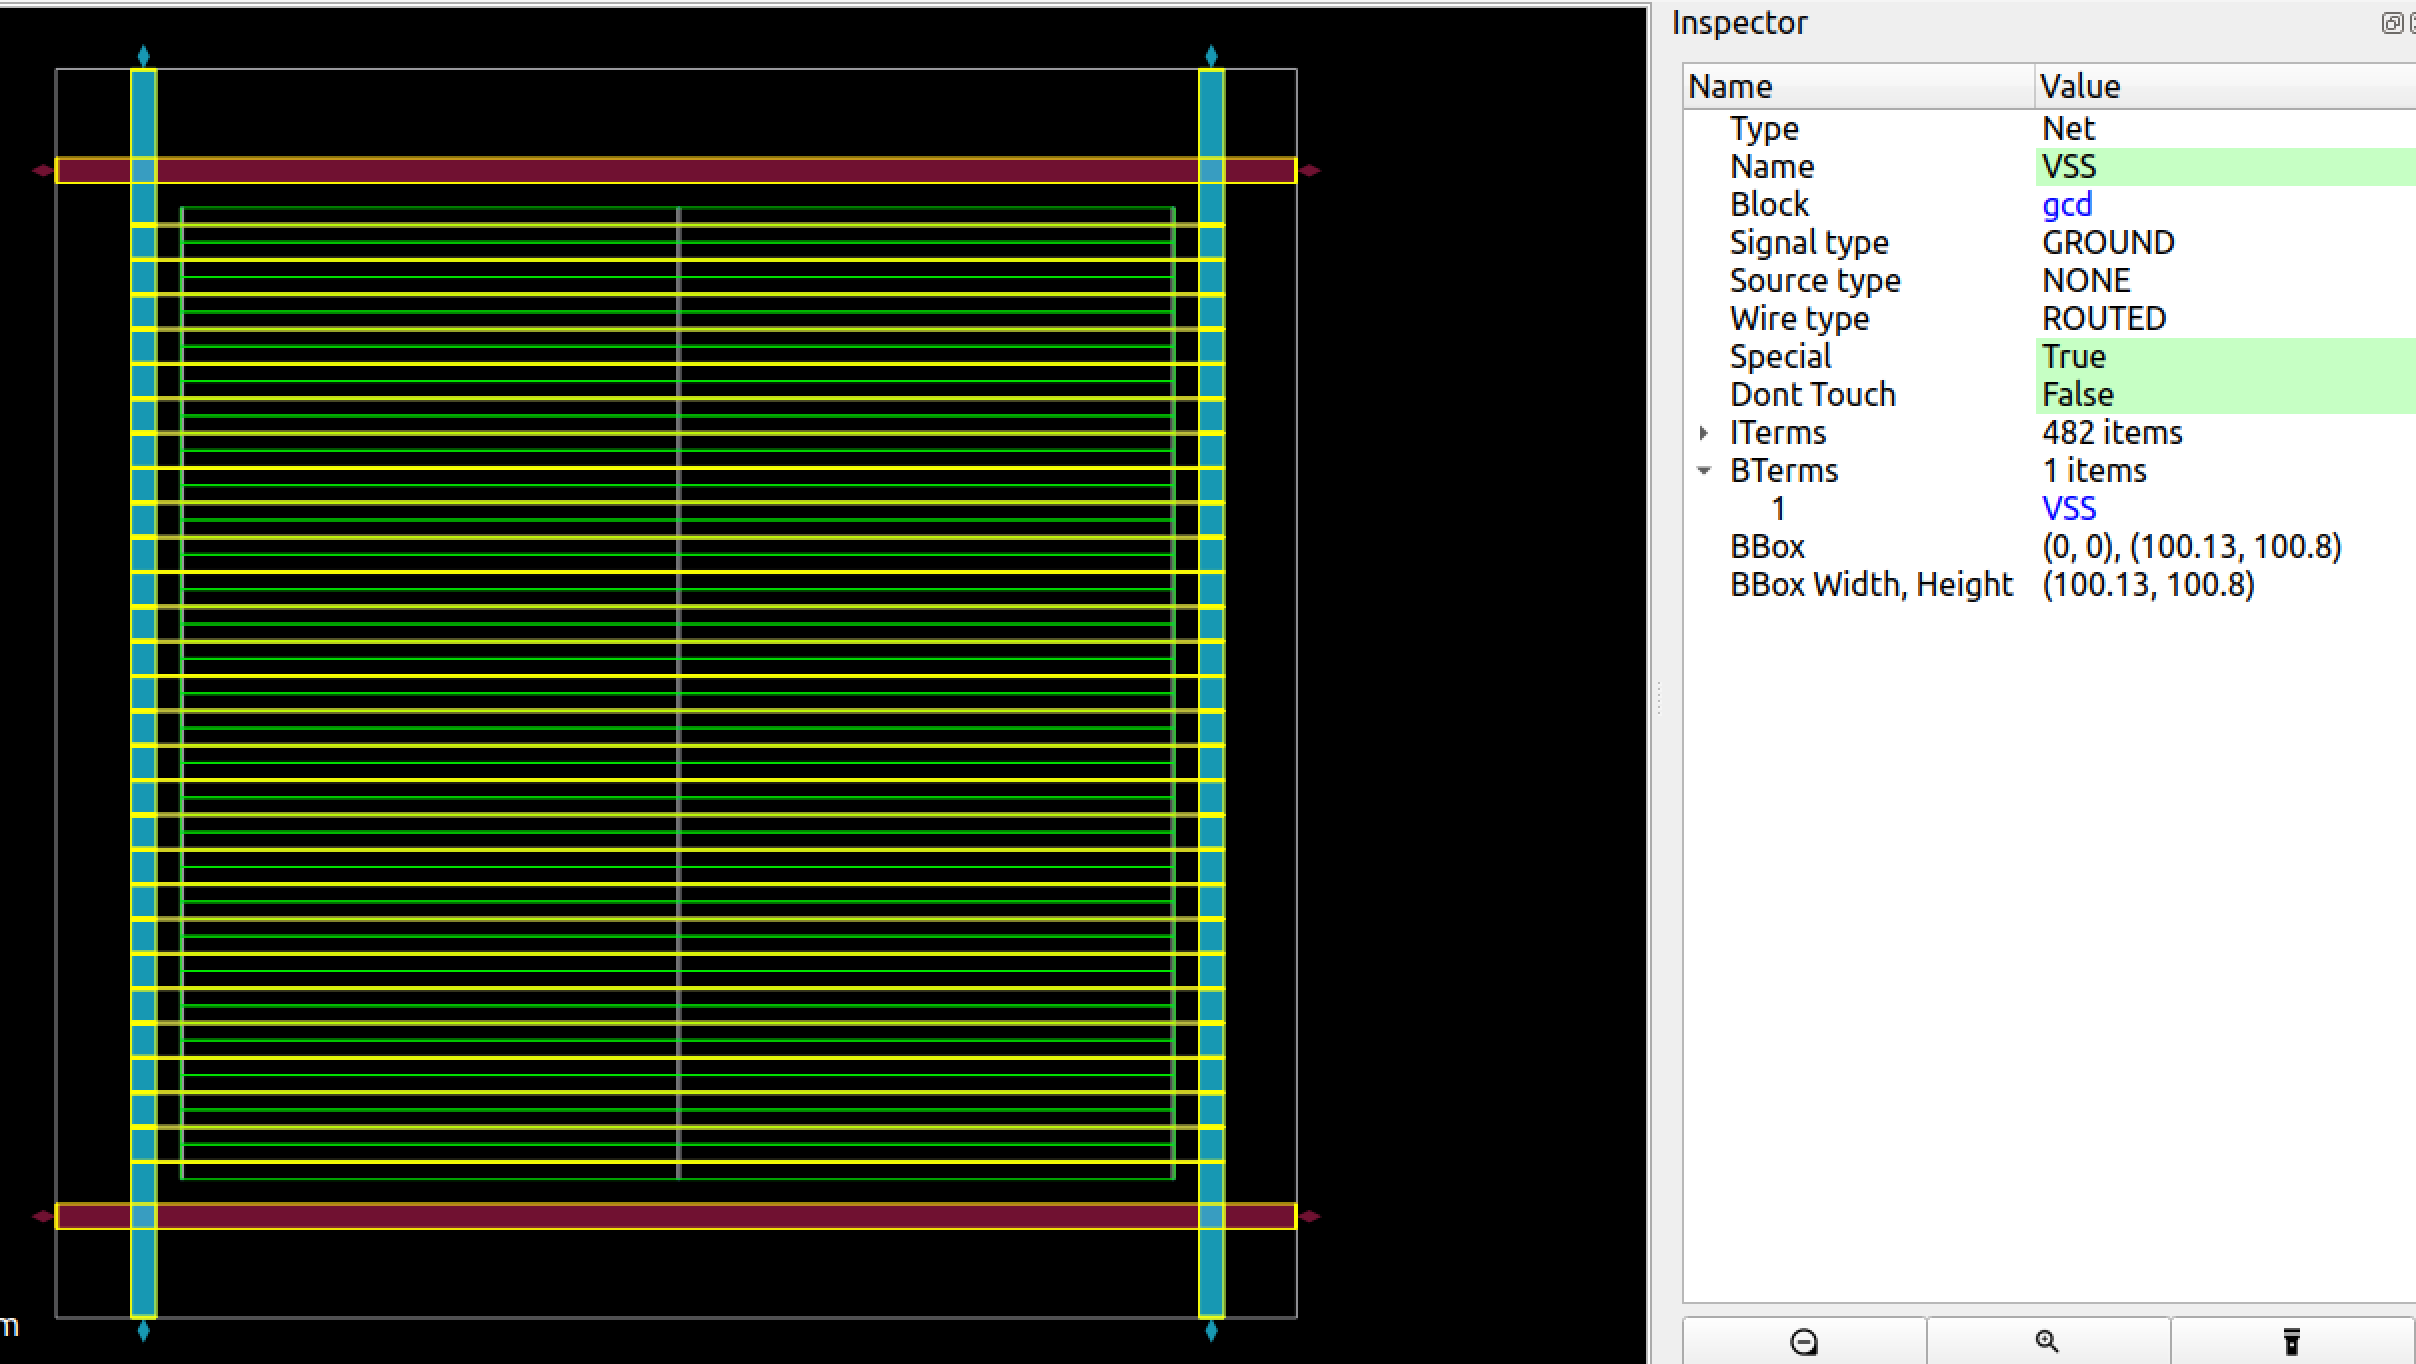 Inspector
Name Value
Type Net
Name VSS
Block gcd
Signal type GROUND
Source type NONE
Wire type ROUTED
Special True
Dont Touch False
ITerms 482 items
BTerms 1 items
1 VSS
BBox (0, 0), (100.13, 100.8)
BBox Width, Height (100.13, 100.8)
m